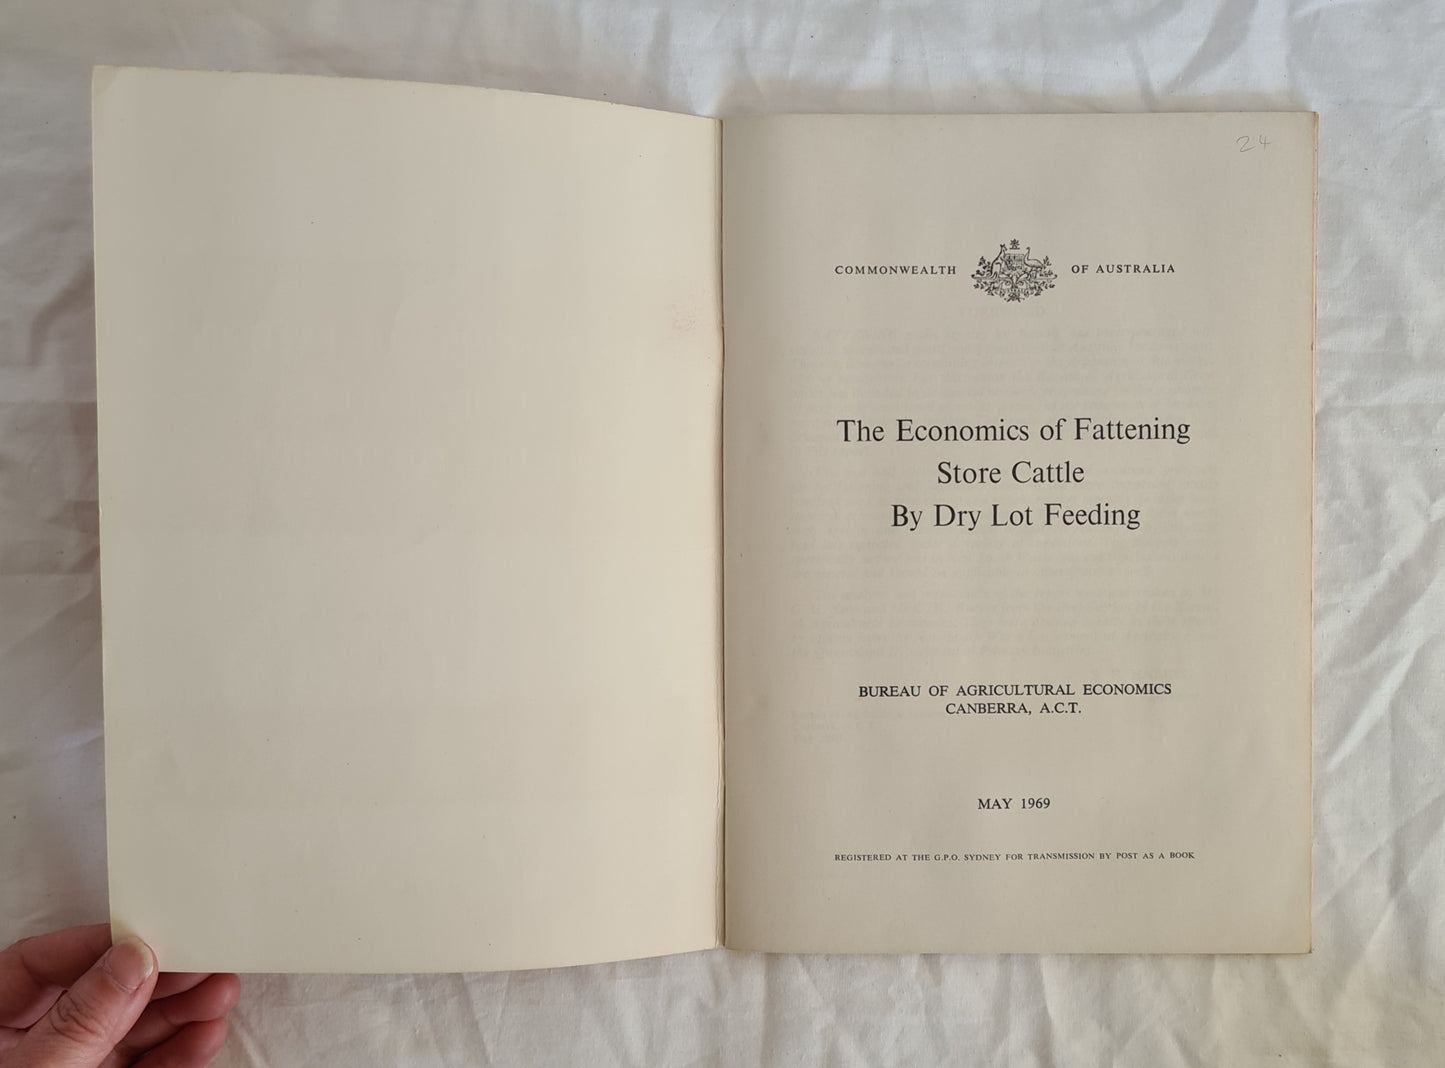 24
COMMONWEALTH OF AUSTRALIA
The Economics of Fattening
Store Cattle
By Dry Lot Feeding
BUREAU OF AGRICULTURAL ECONOMICS
CANBERRA, A.C.T.
MAY 1969
REGISTERED AT THE G.P.O. SYDNEY FOR TRANSMISSION BY POST AS A BOOK